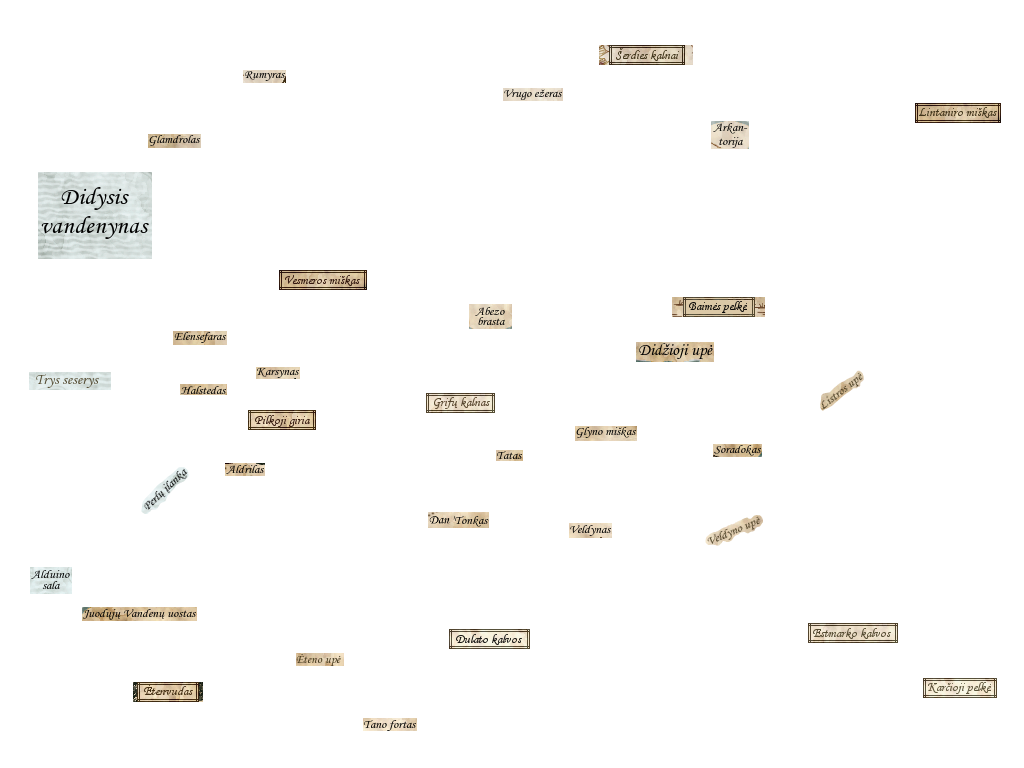 Šerdies kalnai
Rumyras
Vrugo ežeras
Lintaniro miškas
Arkan-
torija
Glamdrolas
Didysis
vandenynas
Vesmeros miškas
Baimės pelkė
Abezo
brasta
Elensefaras
Didžioji upė
Karsynas
Trys seserys
Halstedas
Listros upė
Grifų kalnas
Pilkoji giria
Glyno miškas
Soradokas
Tatas
Aldrilas
Perlų įlanka
Dan Tonkas
Veldynas
Veldyno upė
Alduino
sala
Juodųjų Vandenų uostas
Dulato kalvos
Estmarko kalvos
Eteno upė
Etenvudas
Karčioji pelkė
Tano fortas